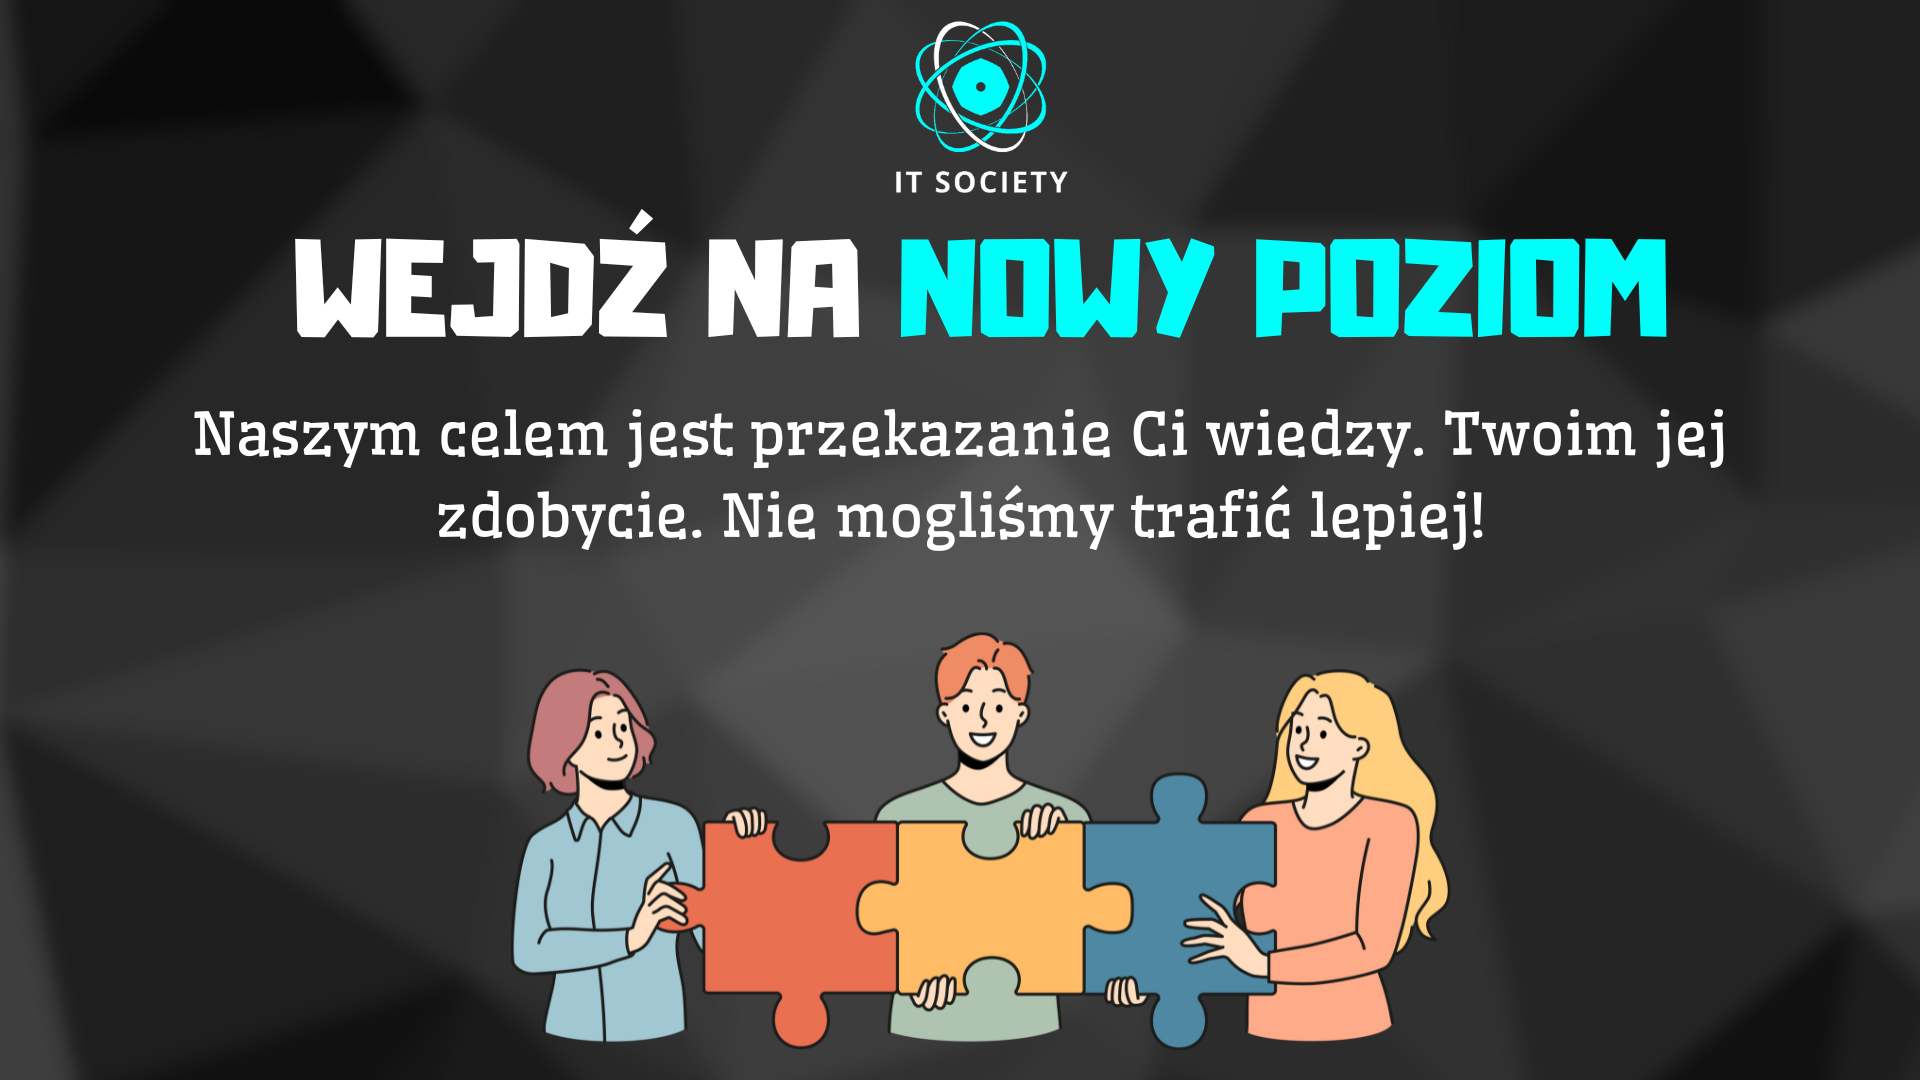 IT SOCIETY
WEJDŹ NA NOWY POZIOM
Naszym celem jest przekazanie Ci wiedzy. Twoim jej
zdobycie. Nie mogliśmy trafić lepiej!